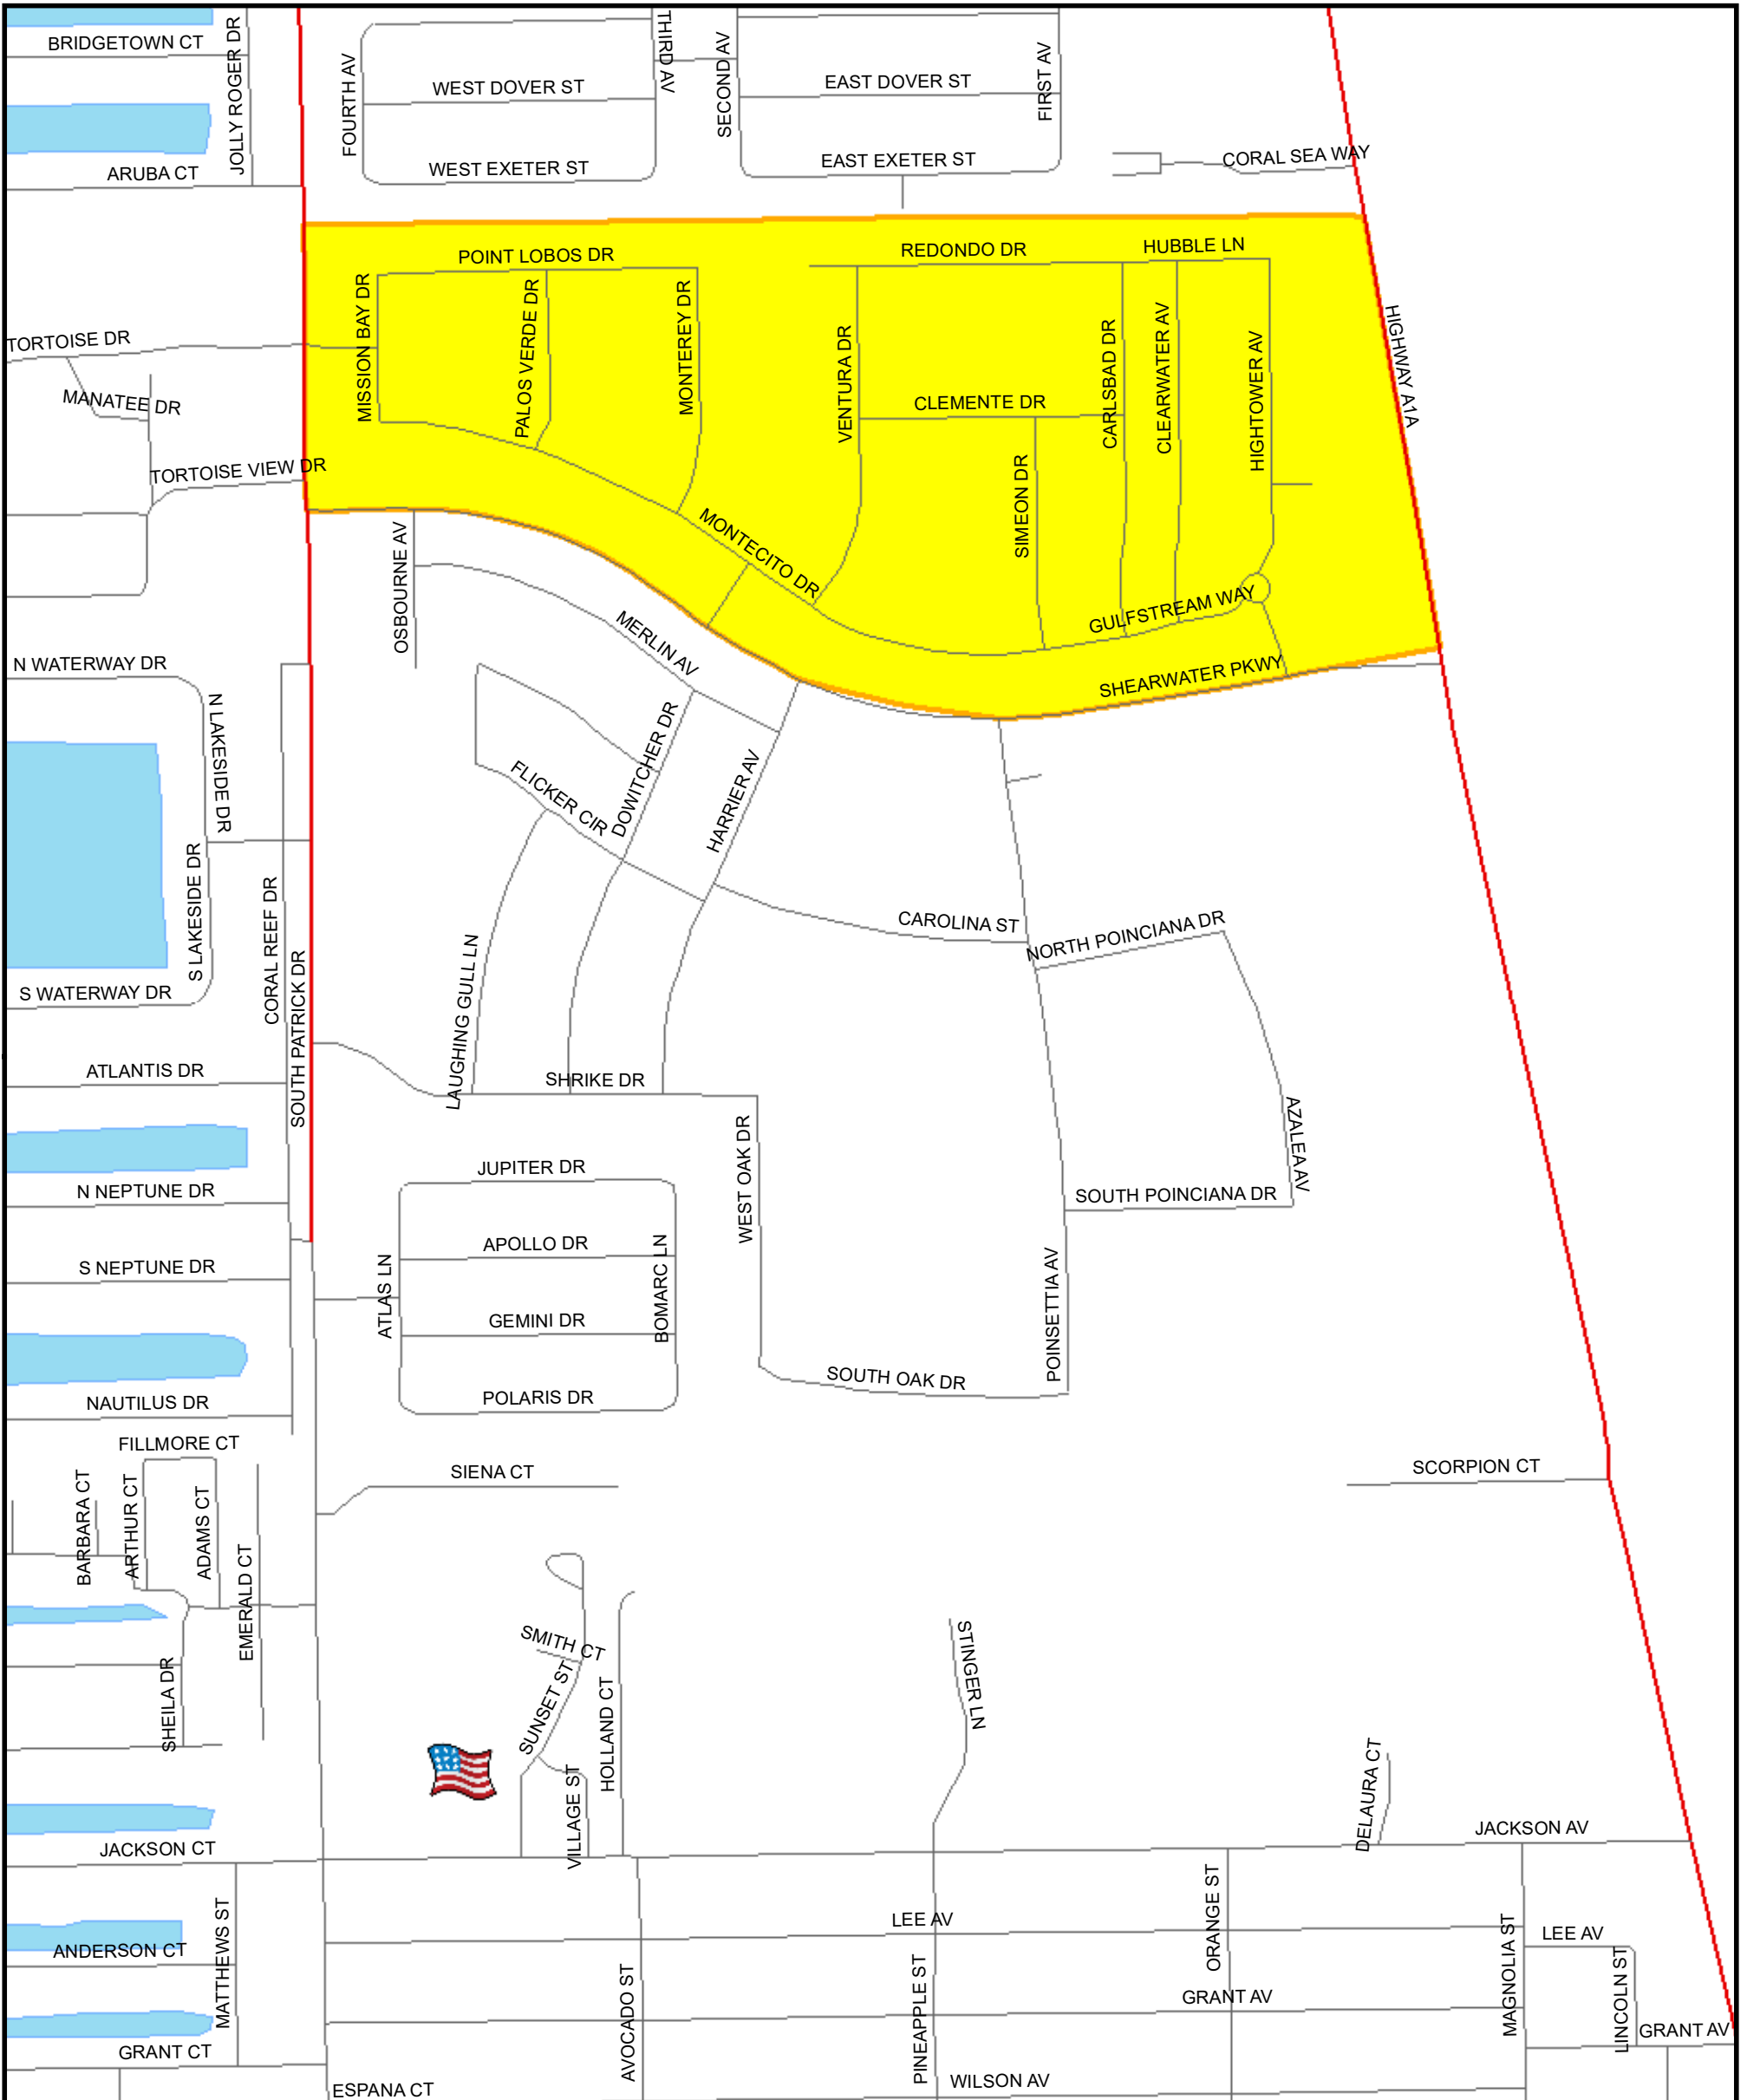 BRIDGETOWN CT
JOLLY ROGER DR
FOURTH AV
WEST DOVER ST
THIRD AV
SECOND AV
EAST DOVER ST
FIRST AV
ARUBA CT
WEST EXETER ST
EAST EXETER ST
CORAL SEA WAY
POINT LOBOS DR
REDONDO DR
HUBBLE LN
TORTOISE DR
MISSION BAY DR
PALOS VERDE DR
MONTEREY DR
VENTURA DR
CLEMENTE DR
CARLSBAD DR
CLEARWATER AV
HIGHTOWER AV
HIGHWAY A1A
MANATEE DR
TORTOISE VIEW DR
SIMEON DR
MONTECITO DR
OSBOURNE AV
GULFSTREAM WAY
MERLIN AV
SHEARWATER PKWY
N WATERWAY DR
N LAKESIDE DR
FLICKER CIR
DOWITCHER DR
HARRIER AV
S LAKESIDE DR
CORAL REEF DR
SOUTH PATRICK DR
CAROLINA ST
NORTH POINCIANA DR
S WATERWAY DR
LAUGHING GULL LN
ATLANTIS DR
SHRIKE DR
AZALEA AV
WEST OAK DR
JUPITER DR
N NEPTUNE DR
SOUTH POINCIANA DR
APOLLO DR
S NEPTUNE DR
ATLAS LN
BOMARC LN
GEMINI DR
POINSETTIA AV
SOUTH OAK DR
NAUTILUS DR
POLARIS DR
FILLMORE CT
SIENA CT
SCORPION CT
BARBARA CT
ARTHUR CT
ADAMS CT
EMERALD CT
SMITH CT
SHEILA DR
SUNSET ST
HOLLAND CT
STINGER LN
VILLAGE ST
DELAURA CT
JACKSON CT
JACKSON AV
MATTHEWS ST
LEE AV
ORANGE ST
MAGNOLIA ST
LEE AV
ANDERSON CT
AVOCADO ST
PINEAPPLE ST
GRANT AV
LINCOLN ST
GRANT AV
GRANT CT
ESPANA CT
WILSON AV